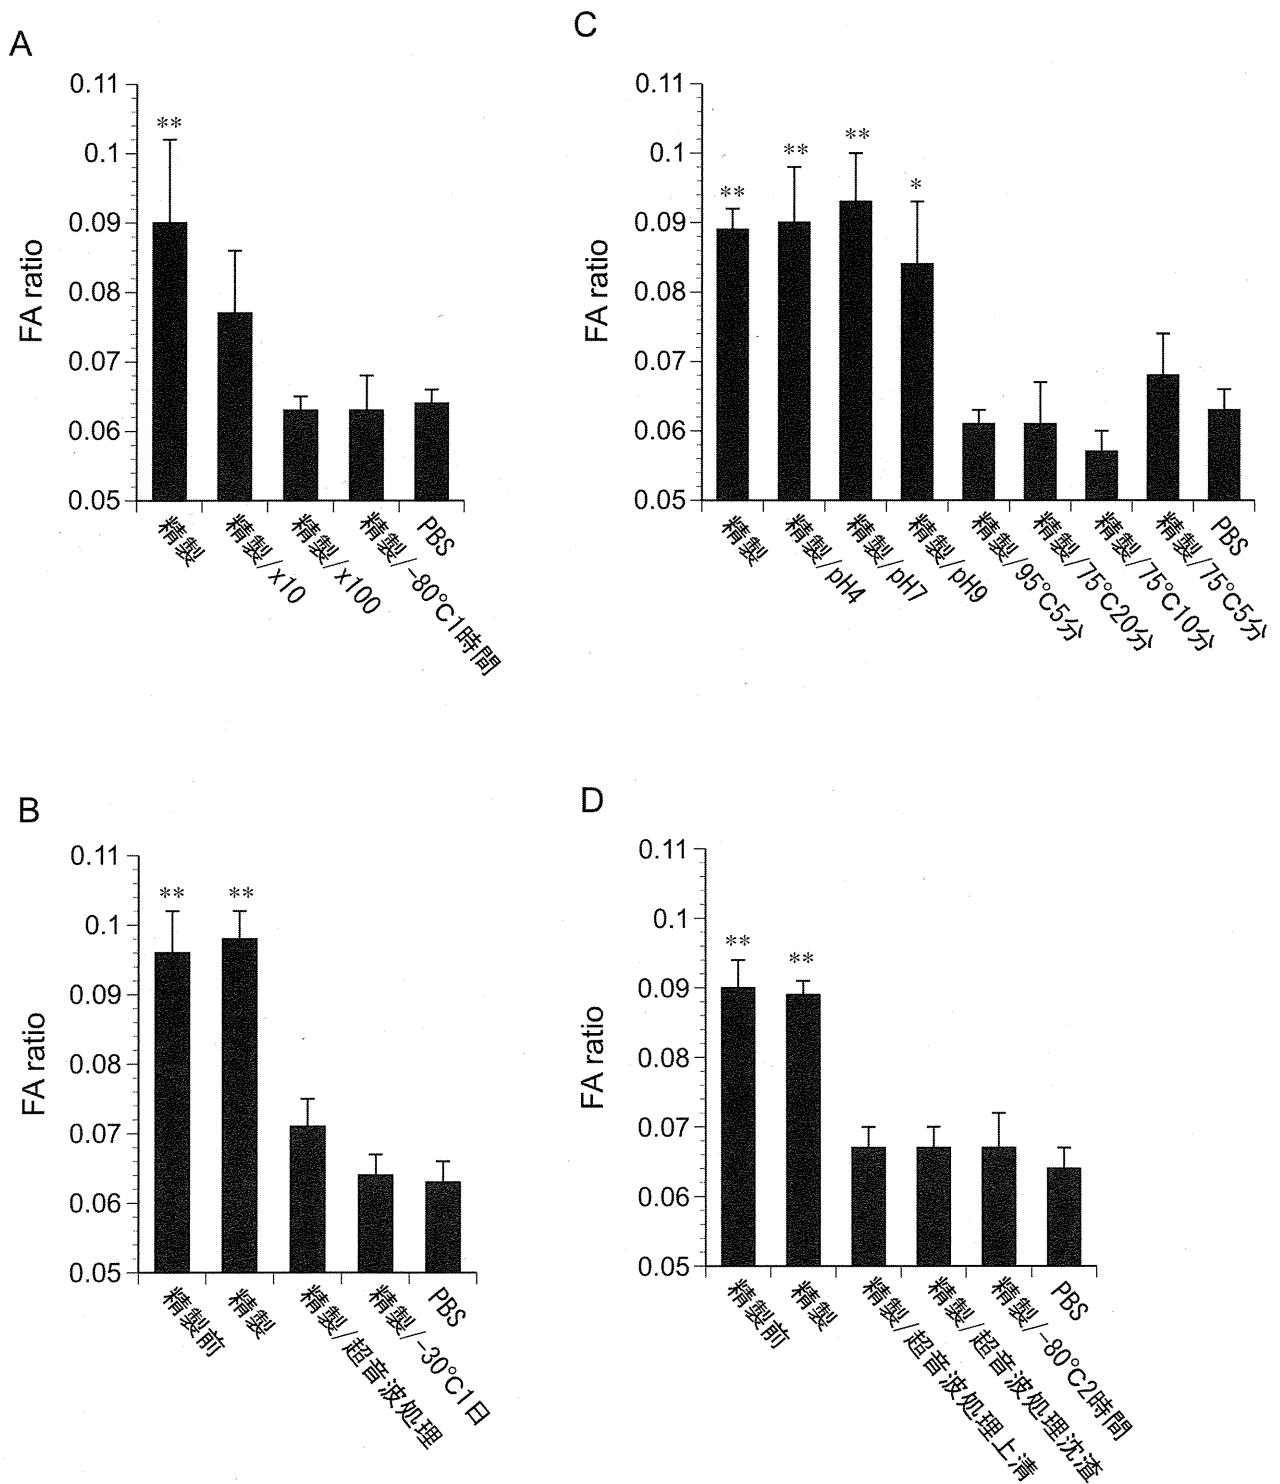 A
0.11
0.1
0.09
0.08
0.07
0.06
0.05
FA ratio
**
精製
精製/x10
精製/x100
精製/-80℃1時間
PBS
C
0.11
0.1
0.09
0.08
0.07
0.06
0.05
FA ratio
**
**
**
*
精製
精製/pH4
精製/pH7
精製/pH9
精製/95℃5分
精製/75℃20分
精製/75℃10分
精製/75℃5分
PBS
B
0.11
0.1
0.09
0.08
0.07
0.06
0.05
FA ratio
**
**
精製前
精製
精製/超音波処理
精製/-30℃1日
PBS
D
0.11
0.1
0.09
0.08
0.07
0.06
0.05
FA ratio
**
**
精製前
精製
精製/超音波処理上清
精製/超音波処理沈渣
精製/-80℃2時間
PBS